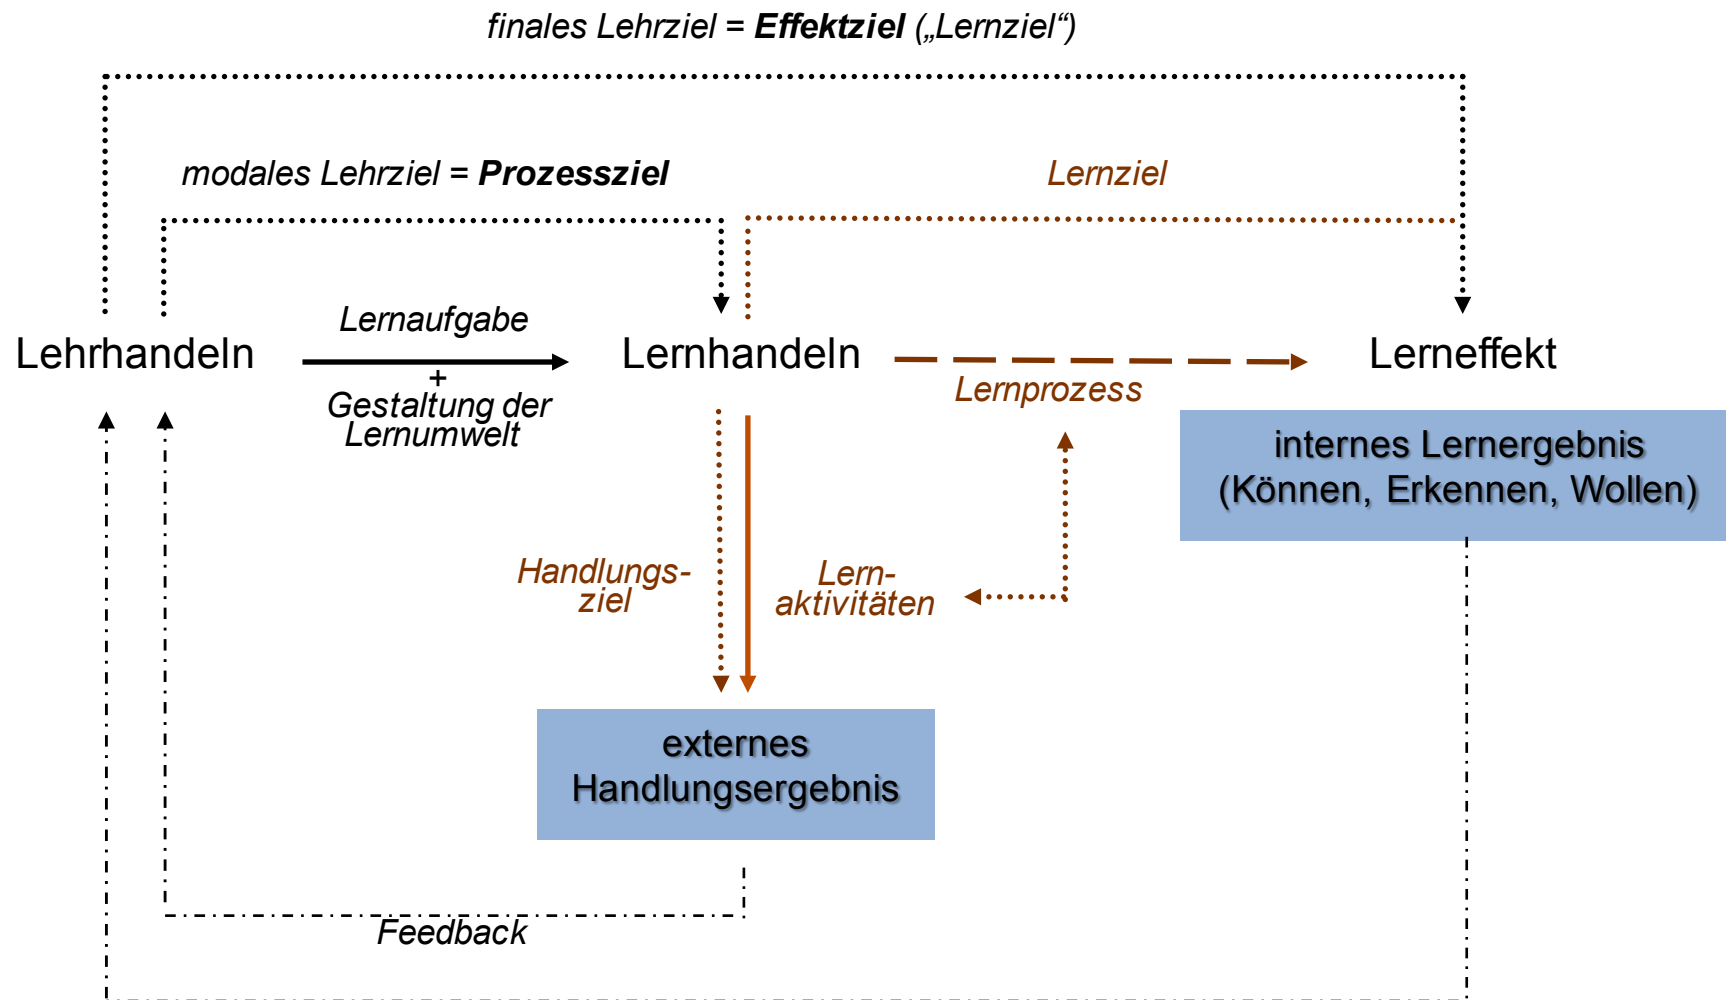 finales Lehrziel = Effektziel („Lernziel“)
modales Lehrziel = Prozessziel
Lernziel
Lernaufgabe
Lehrhandeln
Lernhandeln
Lerneffekt
+
Gestaltung der
Lernumwelt
Lernprozess
internes Lernergebnis
(Können, Erkennen, Wollen)
Handlungs-
ziel
Lern-
aktivitäten
externes
Handlungsergebnis
Feedback